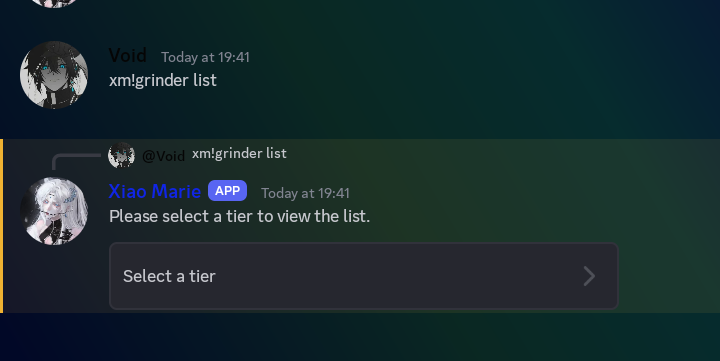 Void Today at 19:41
xm!grinder list
@Void xm!grinder list
Xiao Marie APP Today at 19:41
Please select a tier to view the list.
Select a tier